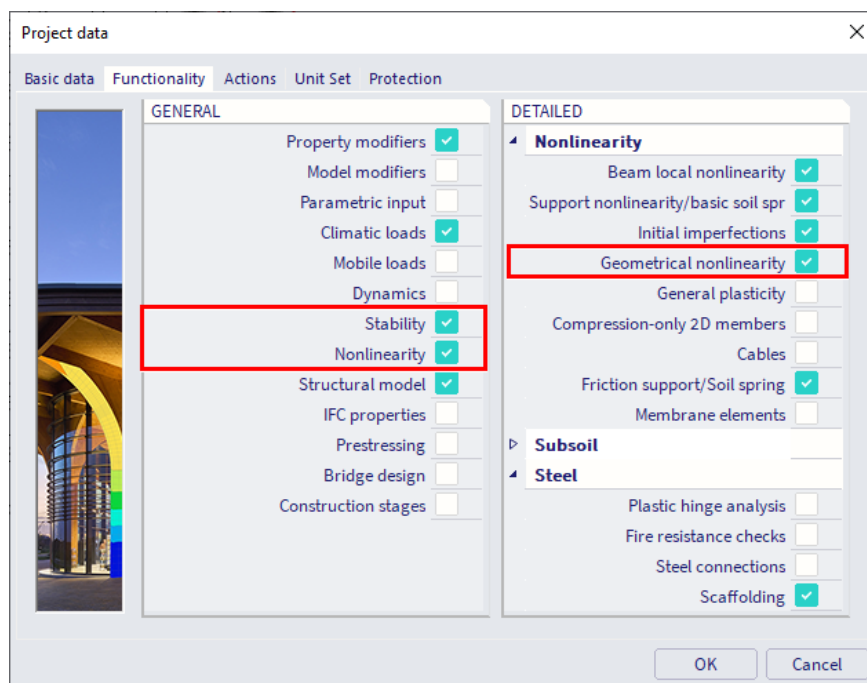 Project data
Basic data Functionality Actions Unit Set Protection
GENERAL
Property modifiers
Model modifiers
Parametric input
Climatic loads
Mobile loads
Dynamics
Stability
Nonlinearity
Structural model
IFC properties
Prestressing
Bridge design
Construction stages
DETAILED
Nonlinearity
Beam local nonlinearity
Support nonlinearity/basic soil spr
Initial imperfections
Geometrical nonlinearity
General plasticity
Compression-only 2D members
Cables
Friction support/Soil spring
Membrane elements
Subsoil
Steel
Plastic hinge analysis
Fire resistance checks
Steel connections
Scaffolding
OK Cancel